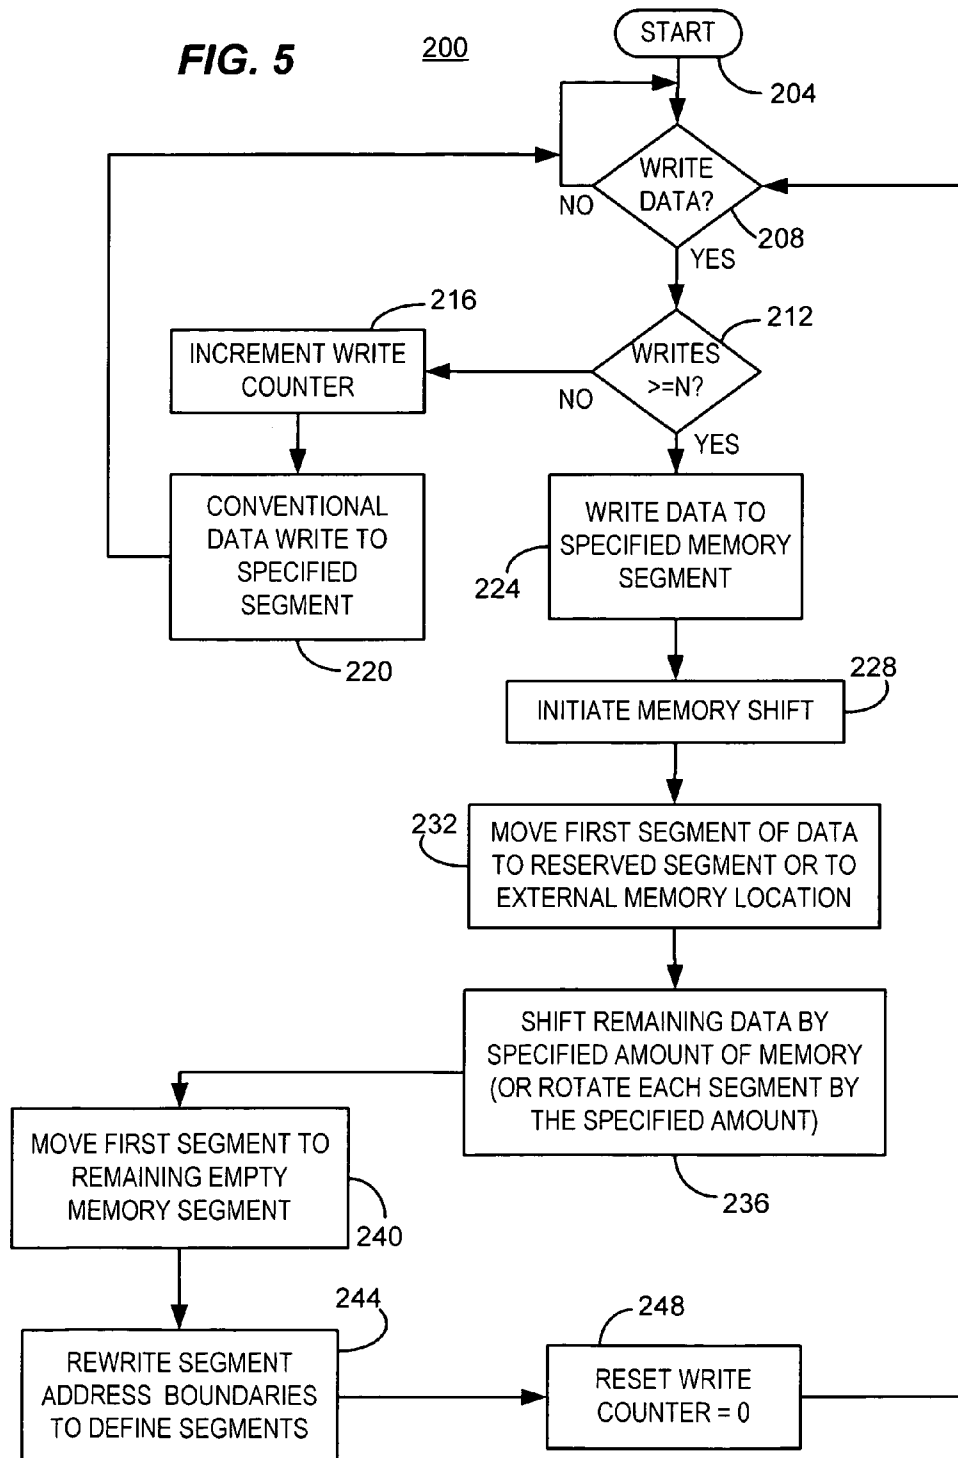 FIG. 5
200
START
204
WRITE
DATA?
NO
208
YES
216
212
INCREMENT WRITE
COUNTER
WRITES
>=N?
NO
YES
CONVENTIONAL
DATA WRITE TO
SPECIFIED
SEGMENT
220
WRITE DATA TO
SPECIFIED MEMORY
SEGMENT
224
228
INITIATE MEMORY SHIFT
232
MOVE FIRST SEGMENT OF DATA
TO RESERVED SEGMENT OR TO
EXTERNAL MEMORY LOCATION
SHIFT REMAINING DATA BY
SPECIFIED AMOUNT OF MEMORY
(OR ROTATE EACH SEGMENT BY
THE SPECIFIED AMOUNT)
236
MOVE FIRST SEGMENT TO
REMAINING EMPTY
MEMORY SEGMENT
240
244
REWRITE SEGMENT
ADDRESS BOUNDARIES
TO DEFINE SEGMENTS
248
RESET WRITE
COUNTER = 0